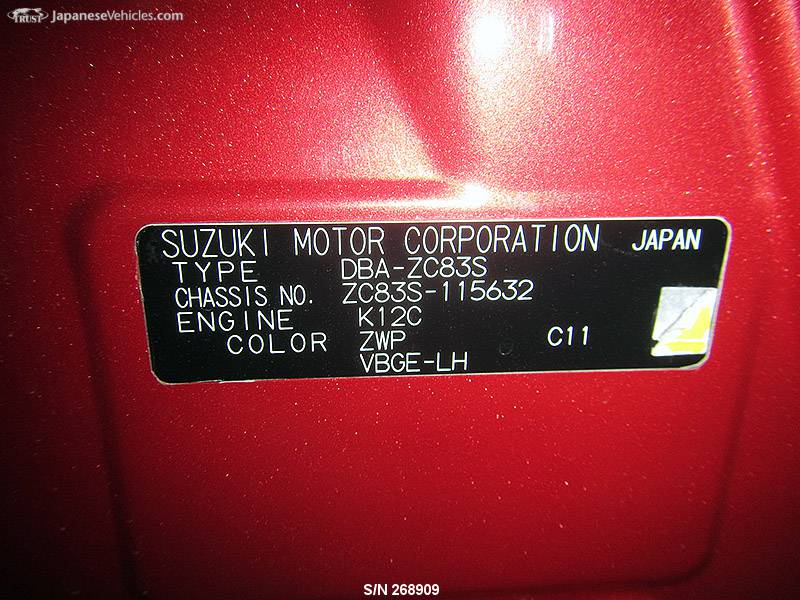 TRUST JapaneseVehicles.com
SUZUKI MOTOR CORPORATION JAPAN
TYPE DBA-ZC83S
CHASSIS NO. ZC83S-115632
ENGINE K12C
COLOR ZWP C11
VBGE-LH
S/N 268909